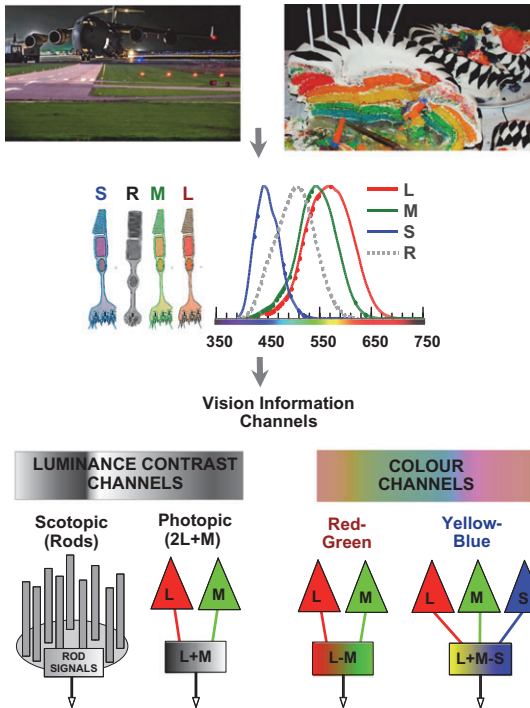 S R M L
L
M
S
R
350 450 550 650 750
Vision Information
Channels
LUMINANCE CONTRAST
CHANNELS
COLOUR
CHANNELS
Scotopic
(Rods)
Photopic
(2L+M)
Red-
Green
Yellow-
Blue
L M
L M
L M S
ROD
SIGNALS
L+M
L-M
L+M-S